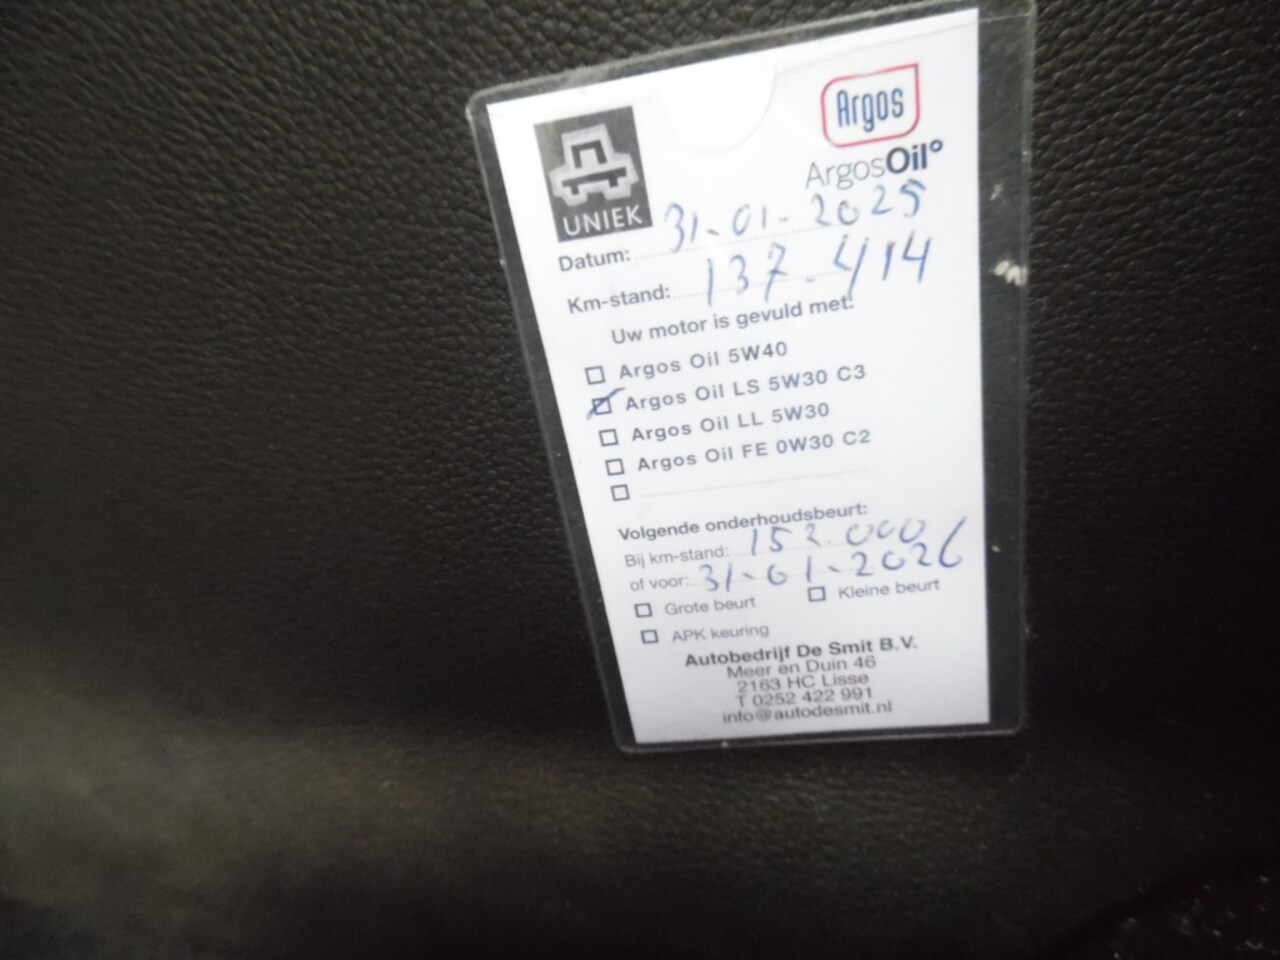 Argos
ArgosOil°
UNIEK
Datum: 31-01-2025
Km-stand: 137.414
Uw motor is gevuld met:
Argos Oil 5W40
Argos Oil LS 5W30 C3
Argos Oil LL 5W30
Argos Oil FE 0W30 C2
Volgende onderhoudsbeurt:
Bij km-stand: 152.000
of voor: 31-01-2026
Grote beurt Kleine beurt
APK keuring
Autobedrijf De Smit B.V.
Meer en Duin 46
2163 HC Lisse
T 0252 422 991
info@autodesmit.nl